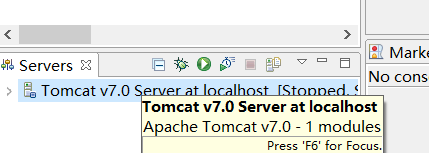 Servers
Marke
Tomcat v7.0 Server at localhost [Stopped, S
No conso
Tomcat v7.0 Server at localhost
Apache Tomcat v7.0 - 1 modules
Press 'F6' for Focus.